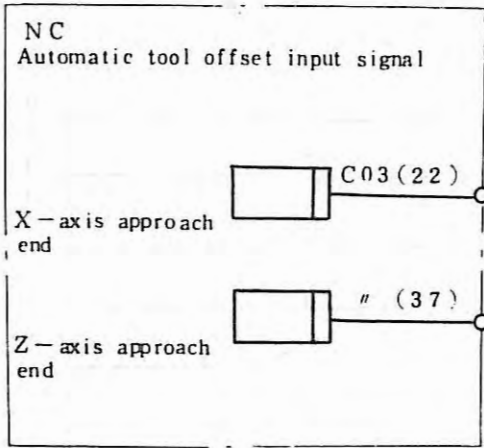 NC
Automatic tool offset input signal
C03(22)
X-axis approach
end
〃 (37)
Z-axis approach
end